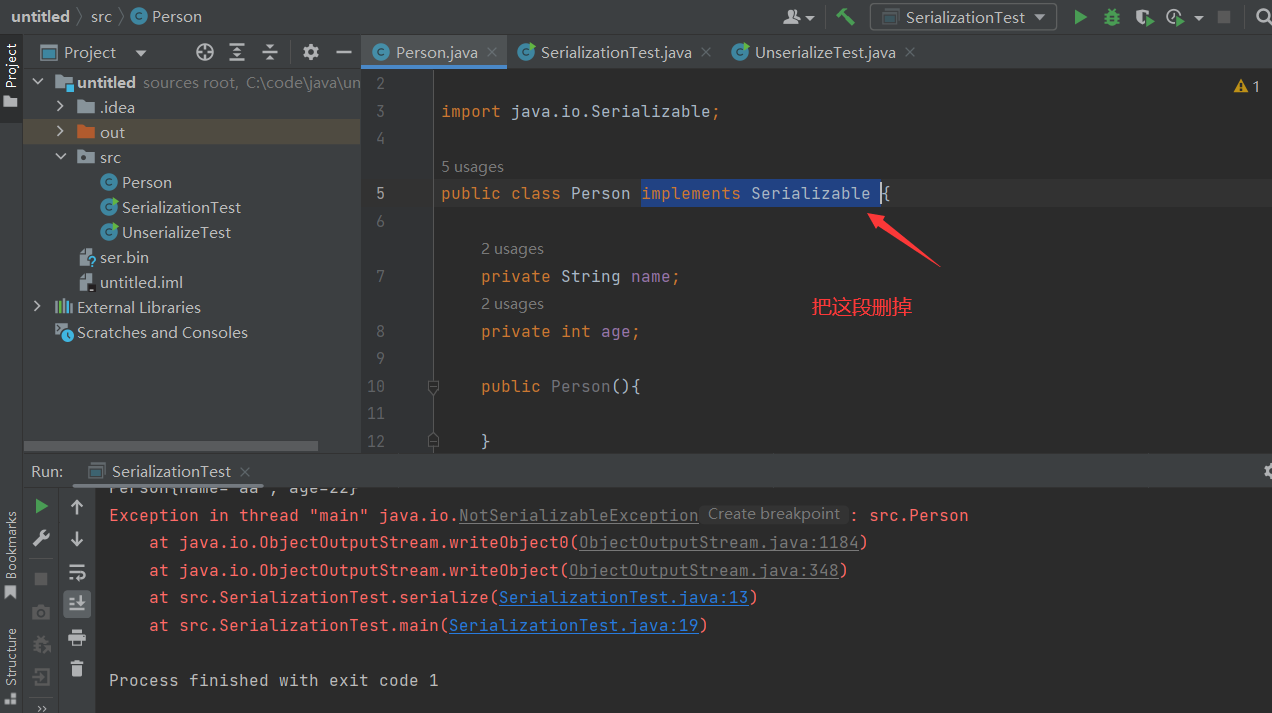 untitled src Person SerializationTest
Project Person.java SerializationTest.java UnserializeTest.java
Project
untitled sources root, C:\code\java\un
.idea
out
src
Person
SerializationTest
UnserializeTest
ser.bin
untitled.iml
External Libraries
Scratches and Consoles
1
2
3 import java.io.Serializable;
4
5 usages
5 public class Person implements Serializable {
6
2 usages
7 private String name;
2 usages
把这段删掉
8 private int age;
9
10 public Person(){
11
12 }
Run: SerializationTest
Person{name='aa', age=22}
Exception in thread "main" java.io.NotSerializableException Create breakpoint : src.Person
at java.io.ObjectOutputStream.writeObject0(ObjectOutputStream.java:1184)
at java.io.ObjectOutputStream.writeObject(ObjectOutputStream.java:348)
at src.SerializationTest.serialize(SerializationTest.java:13)
at src.SerializationTest.main(SerializationTest.java:19)
Process finished with exit code 1
Bookmarks
Structure